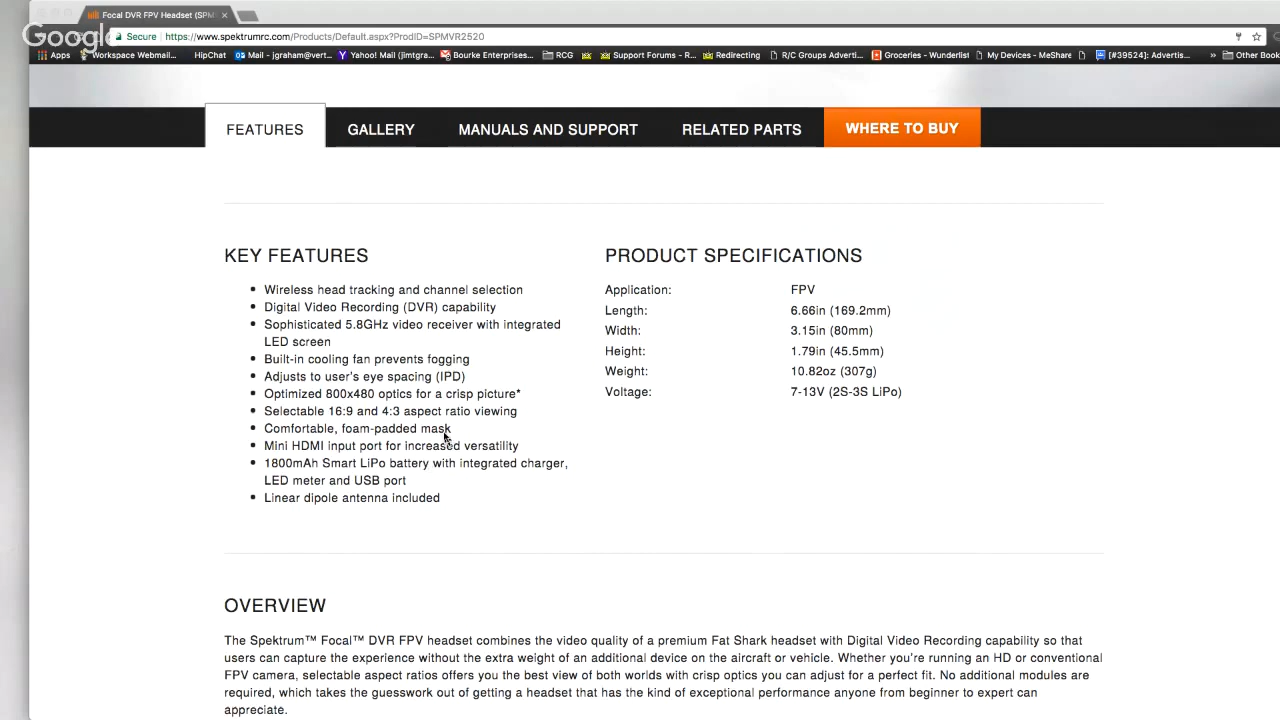 Focal DVR FPV Headset (SPM
Google
Secure https://www.spektrumrc.com/Products/Default.aspx?ProdID=SPMVR2520
Apps Workspace Webmail... HipChat Mail - jgraham@vert... Yahoo! Mail (jimtgra... Bourke Enterprises... RCG Support Forums - R... Redirecting R/C Groups Adverti... Groceries - Wunderlist My Devices - MeShare [#39524]: Advertis... » Other Book
FEATURES GALLERY MANUALS AND SUPPORT RELATED PARTS WHERE TO BUY
KEY FEATURES
Wireless head tracking and channel selection
Digital Video Recording (DVR) capability
Sophisticated 5.8GHz video receiver with integrated
LED screen
Built-in cooling fan prevents fogging
Adjusts to user's eye spacing (IPD)
Optimized 800x480 optics for a crisp picture*
Selectable 16:9 and 4:3 aspect ratio viewing
Comfortable, foam-padded mask
Mini HDMI input port for increased versatility
1800mAh Smart LiPo battery with integrated charger,
LED meter and USB port
Linear dipole antenna included
PRODUCT SPECIFICATIONS
Application: FPV
Length: 6.66in (169.2mm)
Width: 3.15in (80mm)
Height: 1.79in (45.5mm)
Weight: 10.82oz (307g)
Voltage: 7-13V (2S-3S LiPo)
OVERVIEW
The Spektrum™ Focal™ DVR FPV headset combines the video quality of a premium Fat Shark headset with Digital Video Recording capability so that
users can capture the experience without the extra weight of an additional device on the aircraft or vehicle. Whether you're running an HD or conventional
FPV camera, selectable aspect ratios offers you the best view of both worlds with crisp optics you can adjust for a perfect fit. No additional modules are
required, which takes the guesswork out of getting a headset that has the kind of exceptional performance anyone from beginner to expert can
appreciate.